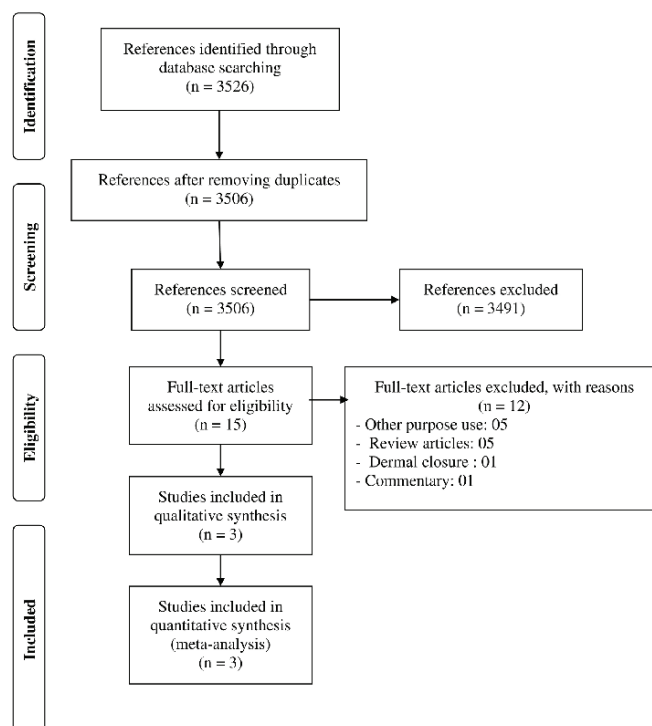 Identification
References identified through
database searching
(n = 3526)
References after removing duplicates
(n = 3506)
Screening
References screened
(n = 3506)
References excluded
(n = 3491)
Eligibility
Full-text articles
assessed for eligibility
(n = 15)
Full-text articles excluded, with reasons
(n = 12)
- Other purpose use: 05
- Review articles: 05
- Dermal closure : 01
- Commentary: 01
Studies included in
qualitative synthesis
(n = 3)
Included
Studies included in
quantitative synthesis
(meta-analysis)
(n = 3)